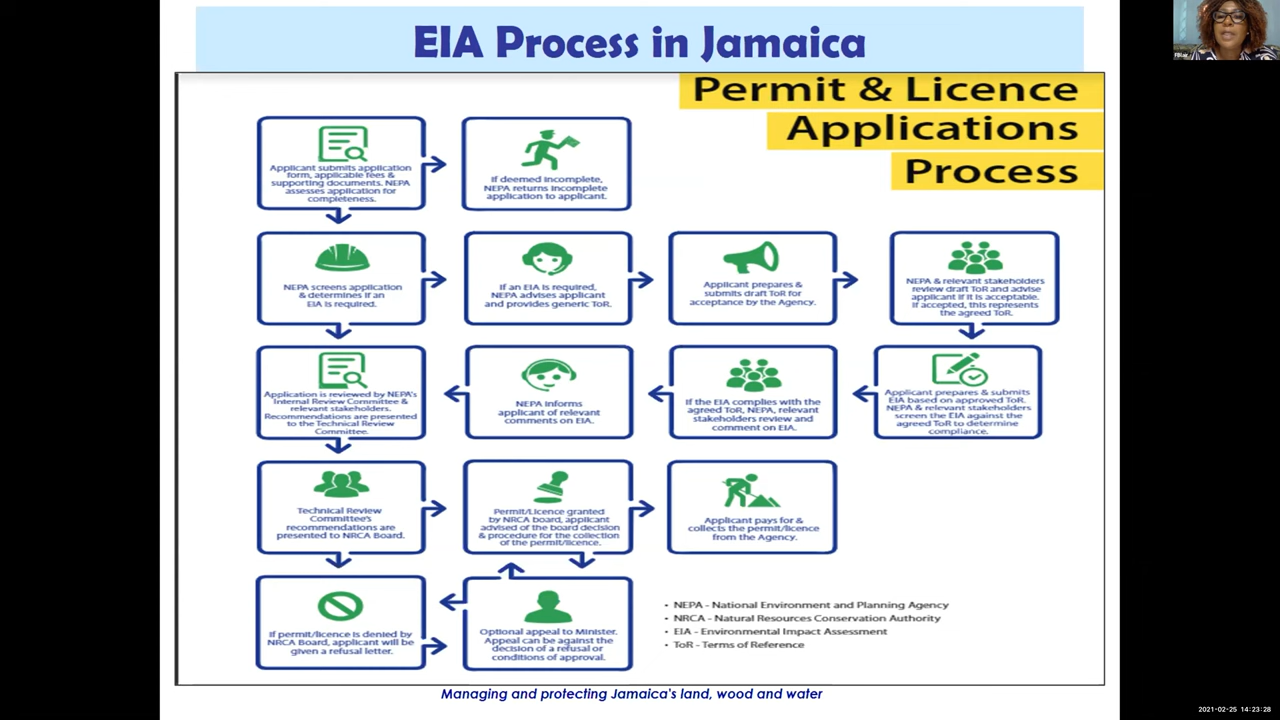 EIA Process in Jamaica
Permit & Licence
Applications
Process
Applicant submits application
form, applicable fees &
supporting documents. NEPA
assesses application for
completeness.
If deemed incomplete,
NEPA returns incomplete
application to applicant.
NEPA screens application
& determines if an
EIA is required.
If an EIA is required,
NEPA advises applicant
and provides generic ToR.
Applicant prepares &
submits draft ToR for
acceptance by the Agency.
NEPA & relevant stakeholders
review draft ToR and advise
applicant if it is acceptable.
If accepted, this represents
the agreed ToR.
Application is reviewed by NEPA's
Internal Review Committee &
relevant stakeholders.
Recommendations are presented
to the Technical Review
Committee.
NEPA informs
applicant of relevant
comments on EIA.
If the EIA complies with the
agreed ToR, NEPA, relevant
stakeholders review and
comment on EIA.
Applicant prepares & submits
EIA based on approved ToR.
NEPA & relevant stakeholders
screen the EIA against the
agreed ToR to determine
compliance.
Technical Review
Committee's
recommendations are
presented to NRCA Board.
Permit/Licence granted
by NRCA board, applicant
advised of the board decision
& procedure for the collection
of the permit/licence.
Applicant pays for &
collects the permit/licence
from the Agency.
If permit/licence is denied by
NRCA Board, applicant will be
given a refusal letter.
Optional appeal to Minister.
Appeal can be against the
decision of a refusal or
conditions of approval.
• NEPA - National Environment and Planning Agency
• NRCA - Natural Resources Conservation Authority
• EIA - Environmental Impact Assessment
• ToR - Terms of Reference
Managing and protecting Jamaica's land, wood and water
2021-02-25 14:23:28